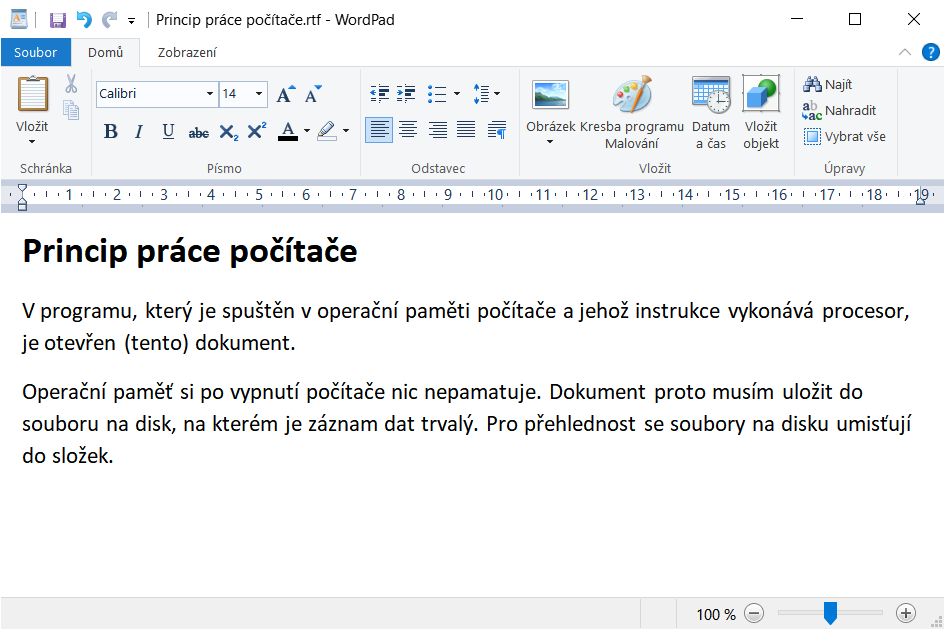 Princip práce počítače.rtf - WordPad
Soubor Domů Zobrazení
Calibri 14
Vložit
Schránka
B I U abc X₂ X² A
Písmo
Odstavec
Obrázek Kresba programu Malování Datum a čas Vložit objekt
Vložit
Najít
ab ac Nahradit
Vybrat vše
Úpravy
1 2 3 4 5 6 7 8 9 10 11 12 13 14 15 16 17 18 19
Princip práce počítače
V programu, který je spuštěn v operační paměti počítače a jehož instrukce vykonává procesor,
je otevřen (tento) dokument.
Operační paměť si po vypnutí počítače nic nepamatuje. Dokument proto musím uložit do
souboru na disk, na kterém je záznam dat trvalý. Pro přehlednost se soubory na disku umisťují
do složek.
100 %